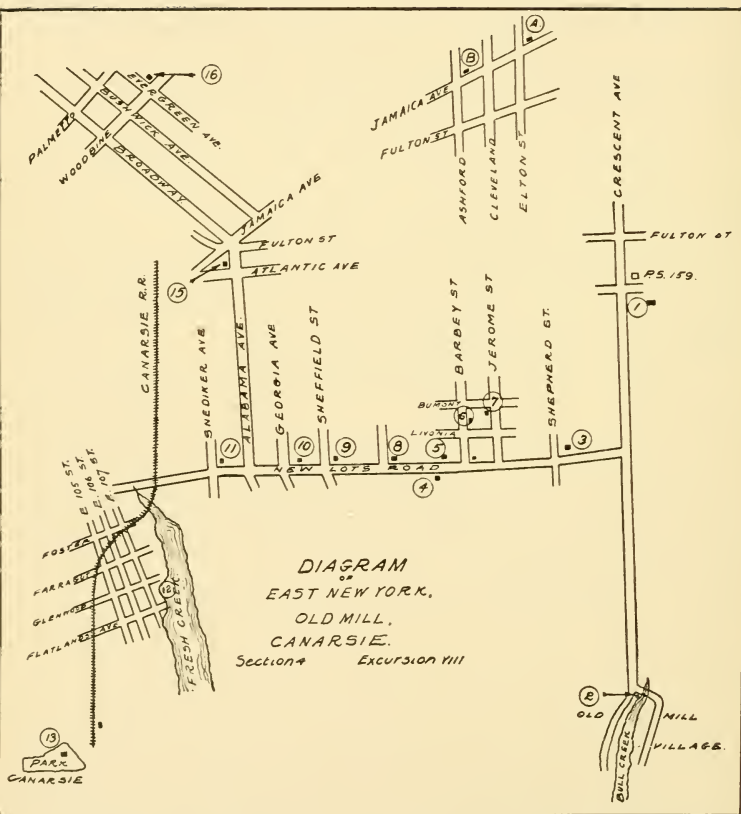 A
B
16
EVERGREEN AVE.
BUSHWICK AVE.
PALMETTO
WOODBINE
BROADWAY
JAMAICA AVE
FULTON ST
ASHFORD
CLEVELAND
ELTON ST
CRESCENT AVE
JAMAICA AVE
FULTON ST
ATLANTIC AVE
15
FULTON ST
P.S. 159.
1
CANARSIE R.R.
SNEDIKER AVE
ALABAMA AVE.
GEORGIA AVE
SHEFFIELD ST
BARBEY ST
JEROME ST
SHEPHERD ST.
BUMONT
6
7
LIVONIA
11
10
9
8
5
3
NEW LOTS ROAD
4
E 105 ST.
E. 106 ST.
E. 107
FOSTER
FARRAGUT
GLENWOOD
FLATLANDS AVE
12
FRESH CREEK
DIAGRAM
OF
EAST NEW YORK,
OLD MILL,
CANARSIE.
Section 4 Excursion VIII
2
OLD MILL
VILLAGE.
BULL CREEK
13
PARK
CANARSIE